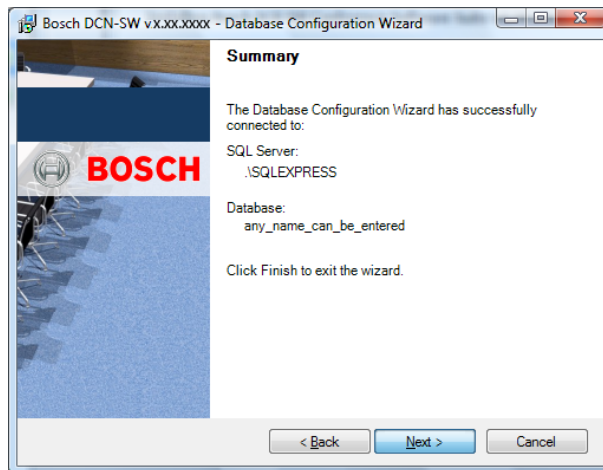 Bosch DCN-SW v.x.xx.xxxx - Database Configuration Wizard
Summary
The Database Configuration Wizard has successfully
connected to:
SQL Server:
.\SQLEXPRESS
BOSCH
Database:
any_name_can_be_entered
Click Finish to exit the wizard.
< Back
Next >
Cancel